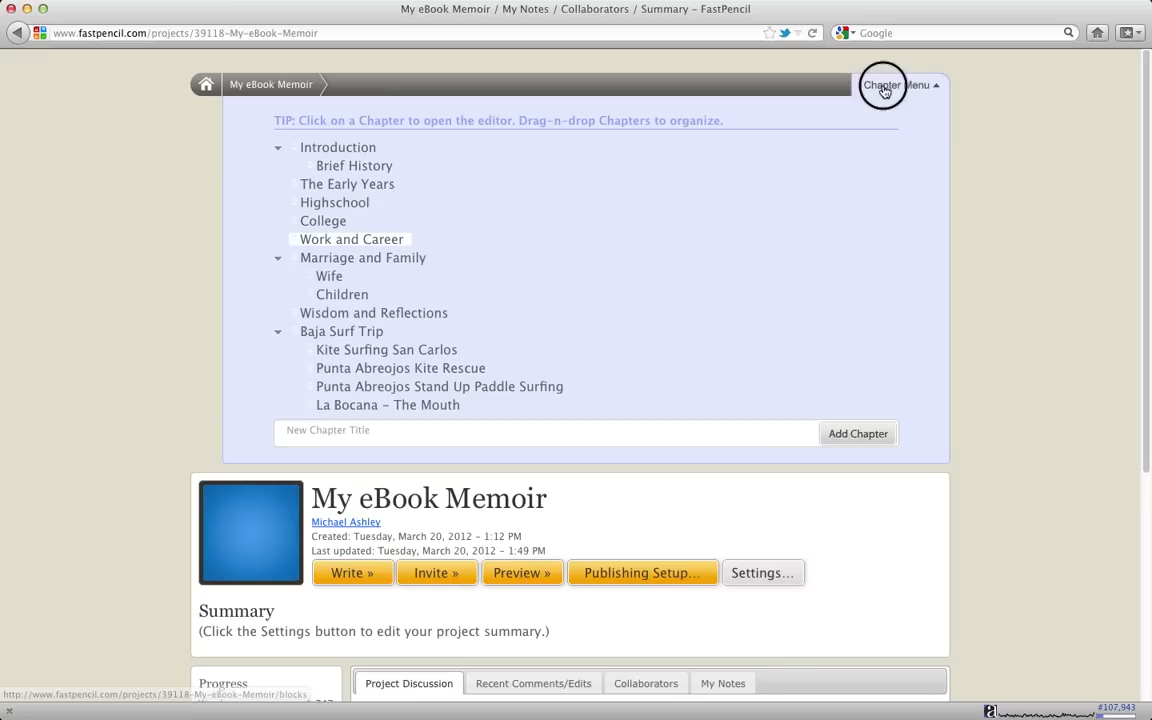 My eBook Memoir / My Notes / Collaborators / Summary - FastPencil
www.fastpencil.com/projects/39118-My-eBook-Memoir
Google
My eBook Memoir
Chapter Menu
TIP: Click on a Chapter to open the editor. Drag-n-drop Chapters to organize.
Introduction
Brief History
The Early Years
Highschool
College
Work and Career
Marriage and Family
Wife
Children
Wisdom and Reflections
Baja Surf Trip
Kite Surfing San Carlos
Punta Abreojos Kite Rescue
Punta Abreojos Stand Up Paddle Surfing
La Bocana - The Mouth
New Chapter Title
Add Chapter
My eBook Memoir
Michael Ashley
Created: Tuesday, March 20, 2012 - 1:12 PM
Last updated: Tuesday, March 20, 2012 - 1:49 PM
Write »
Invite »
Preview »
Publishing Setup...
Settings...
Summary
(Click the Settings button to edit your project summary.)
Progress
Project Discussion
Recent Comments/Edits
Collaborators
My Notes
http://www.fastpencil.com/projects/39118-My-eBook-Memoir/blocks
#107,943